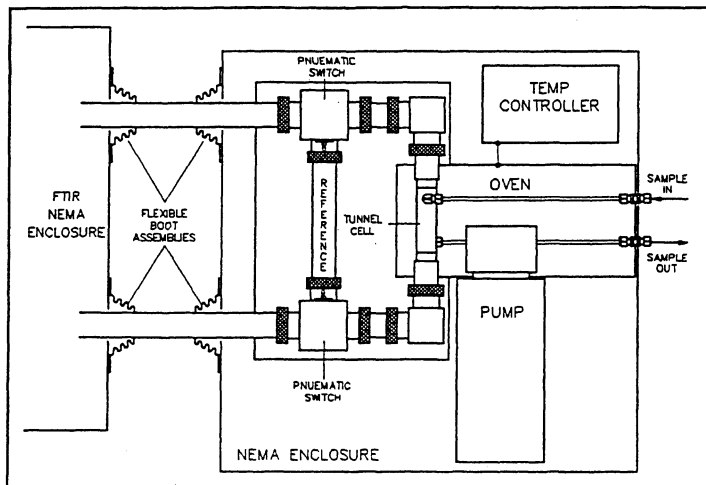 PNUEMATIC
SWITCH
TEMP
CONTROLLER
OVEN
SAMPLE
IN
FTIR
NEMA
ENCLOSURE
FLEXIBLE
BOOT
ASSEMBLIES
REFERENCE
TUNNEL
CELL
SAMPLE
OUT
PUMP
PNUEMATIC
SWITCH
NEMA ENCLOSURE